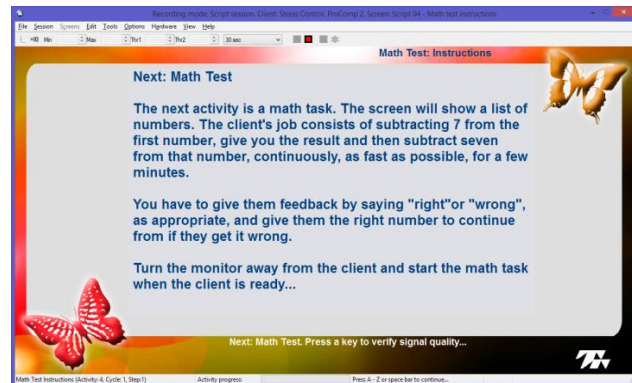 Recording mode: Script session, Client: Stress Control, ProComp 2, Screen: Script 04 - Math test instructions
File Session Screens Edit Tools Options Hardware View Help
Min Max Thr1 Thr2 30 sec
Math Test: Instructions
Next: Math Test
The next activity is a math task. The screen will show a list of
numbers. The client's job consists of subtracting 7 from the
first number, give you the result and then subtract seven
from that number, continuously, as fast as possible, for a few
minutes.
You have to give them feedback by saying "right"or "wrong",
as appropriate, and give them the right number to continue
from if they get it wrong.
Turn the monitor away from the client and start the math task
when the client is ready...
Next: Math Test. Press a key to verify signal quality...
Math Test Instructions (Activity: 4, Cycle: 1, Step:1) Activity progress: Press A - Z or space bar to continue...